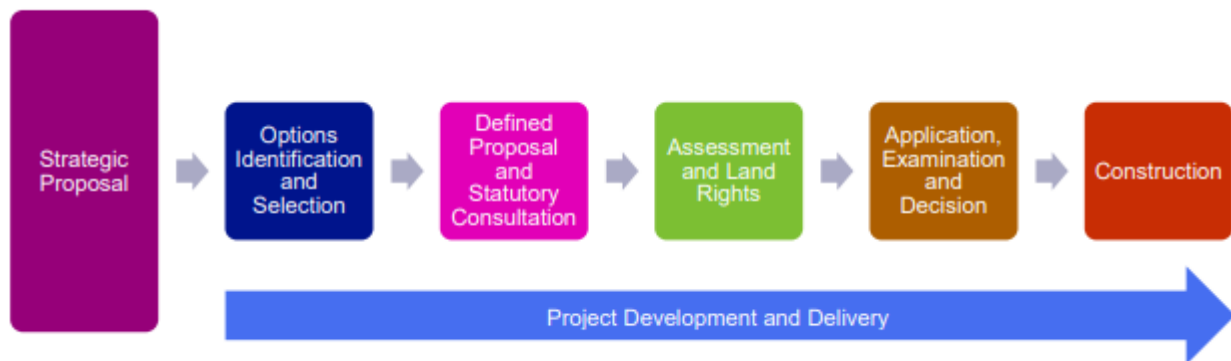 Strategic
Proposal
Options
Identification
and
Selection
Defined
Proposal
and
Statutory
Consultation
Assessment
and Land
Rights
Application,
Examination
and
Decision
Construction
Project Development and Delivery